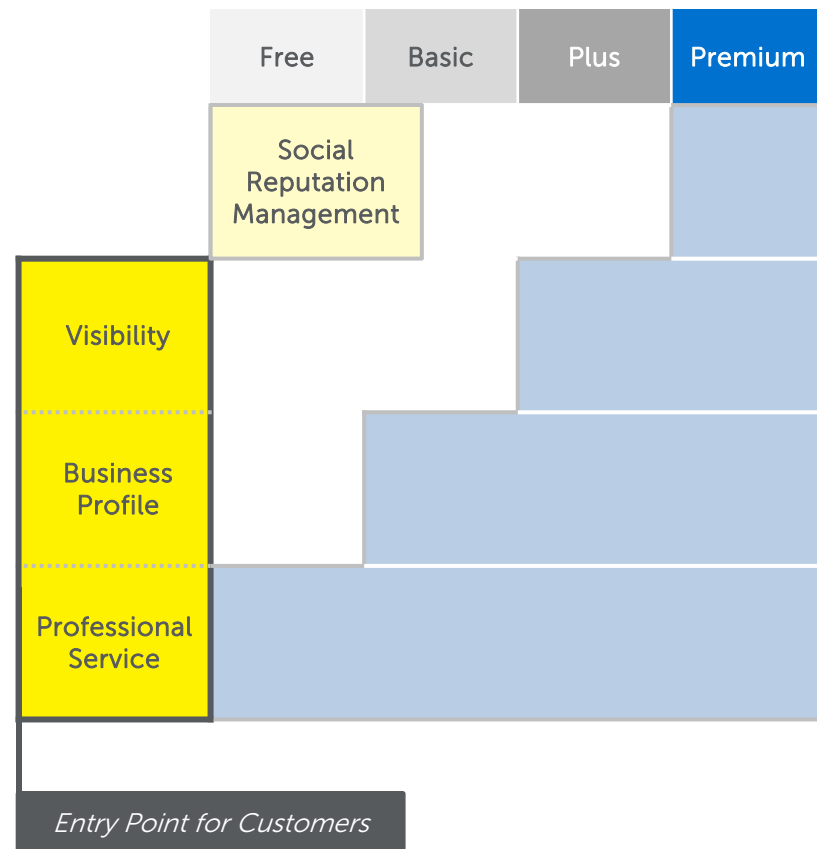 Free Basic Plus Premium
Social
Reputation
Management
Visibility
Business
Profile
Professional
Service
Entry Point for Customers